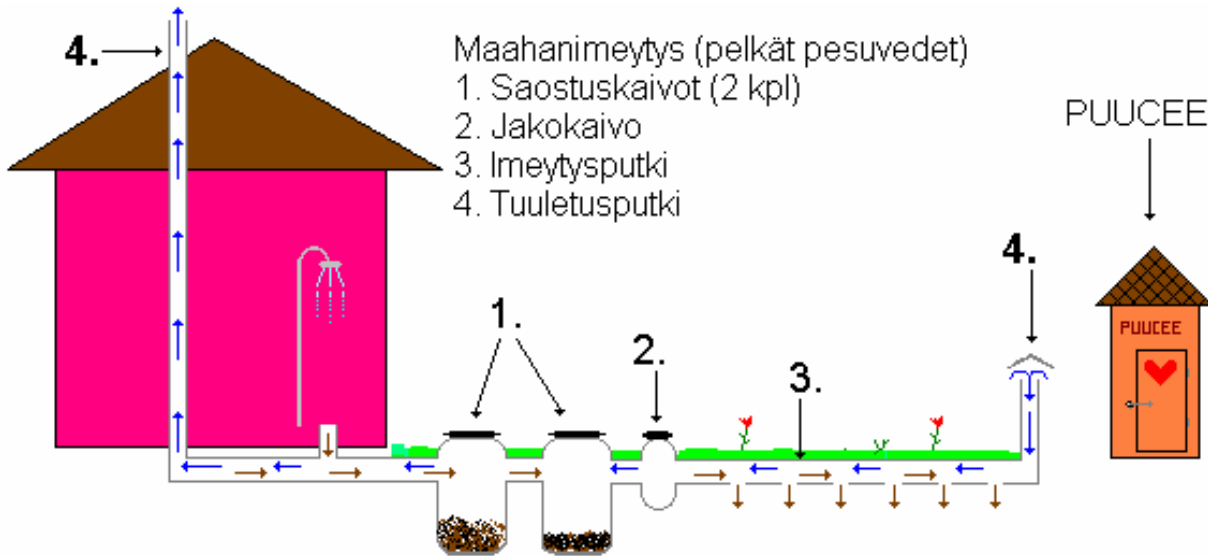 4.
Maahanimeytys (pelkät pesuvedet)
1. Saostuskaivot (2 kpl)
2. Jakokaivo
3. Imeytysputki
4. Tuuletusputki
PUUCEE
4.
1.
2.
3.
PUUCEE